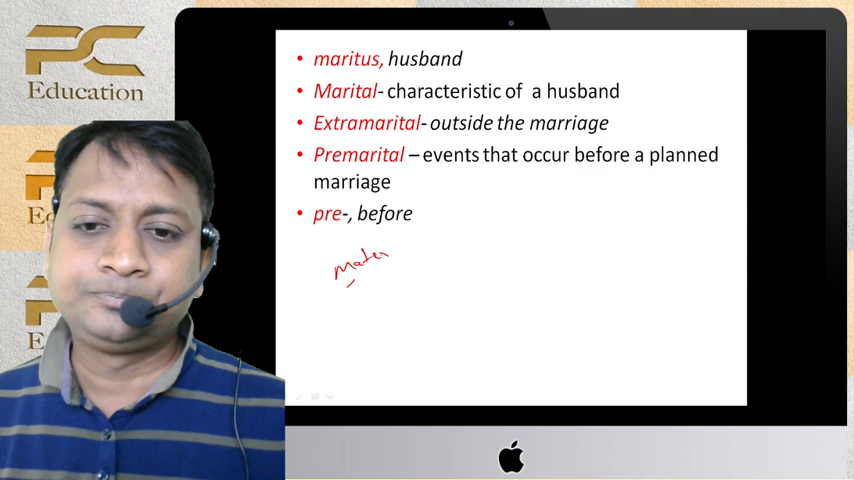 PC
Education
• maritus, husband
• Marital- characteristic of a husband
• Extramarital- outside the marriage
• Premarital – events that occur before a planned
marriage
• pre-, before
mater